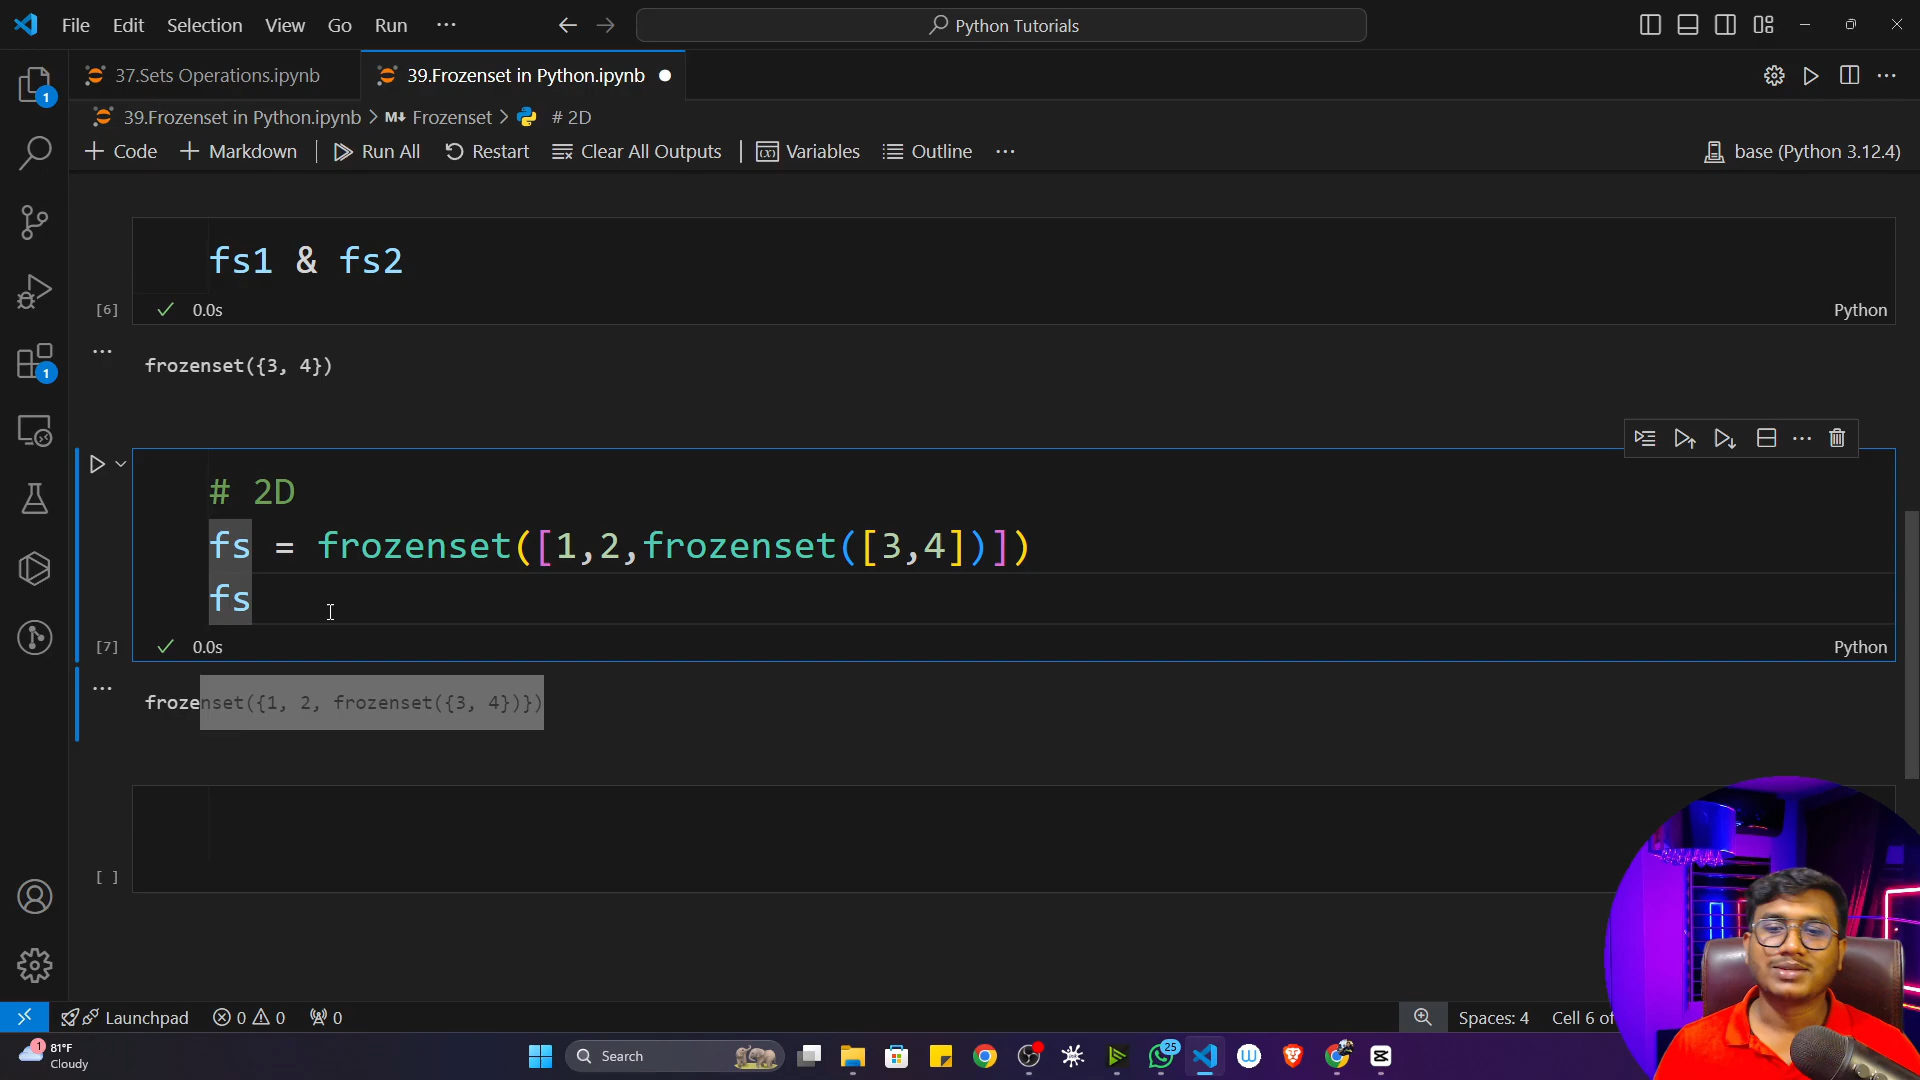 File Edit Selection View Go Run ···
Python Tutorials
37.Sets Operations.ipynb
39.Frozenset in Python.ipynb
39.Frozenset in Python.ipynb > M↓ Frozenset > # 2D
+ Code + Markdown Run All Restart Clear All Outputs Variables Outline ···
base (Python 3.12.4)
1
fs1 & fs2
[6] ✓ 0.0s Python
frozenset({3, 4})
1
# 2D
fs = frozenset([1,2,frozenset([3,4])])
fs
[7] ✓ 0.0s Python
frozenset({1, 2, frozenset({3, 4})})
[ ]
Launchpad 0 0 0
Spaces: 4 Cell 6 of
1 81°F
Cloudy
Search
25